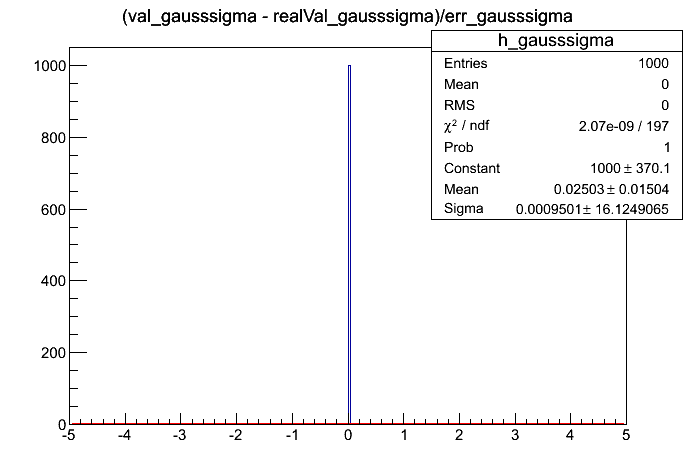 (val_gausssigma - realVal_gausssigma)/err_gausssigma
h_gausssigma
Entries 1000
Mean 0
RMS 0
χ² / ndf 2.07e-09 / 197
Prob 1
Constant 1000 ± 370.1
Mean 0.02503 ± 0.01504
Sigma 0.0009501± 16.1249065
1000
800
600
400
200
0
-5 -4 -3 -2 -1 0 1 2 3 4 5